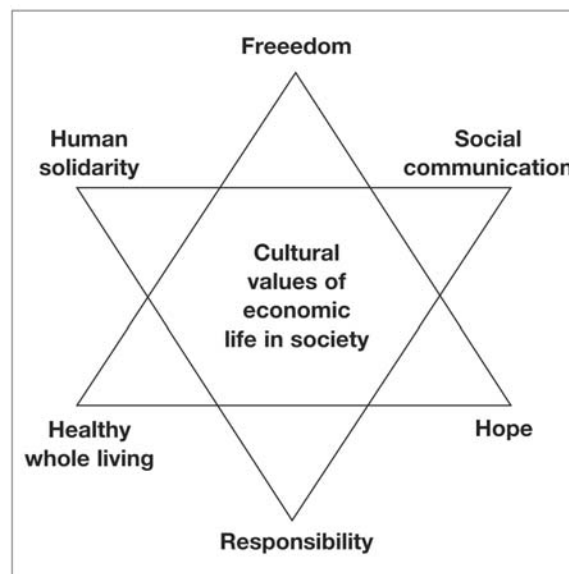 Freeedom
Human
solidarity
Social
communication
Cultural
values of
economic
life in society
Healthy
whole living
Hope
Responsibility